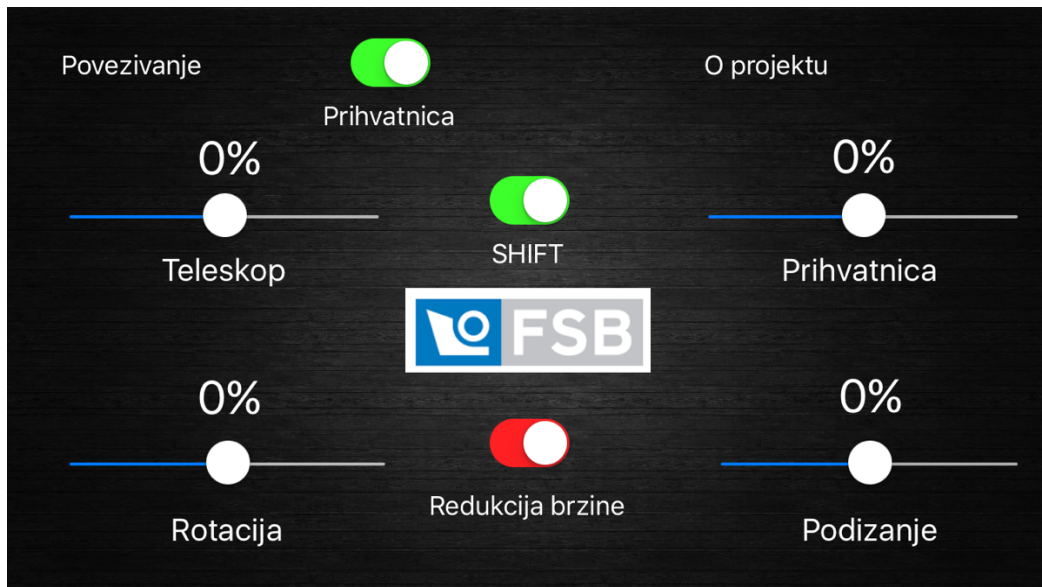 Povezivanje
O projektu
Prihvatnica
0%
0%
SHIFT
Teleskop
Prihvatnica
FSB
0%
0%
Redukcija brzine
Rotacija
Podizanje